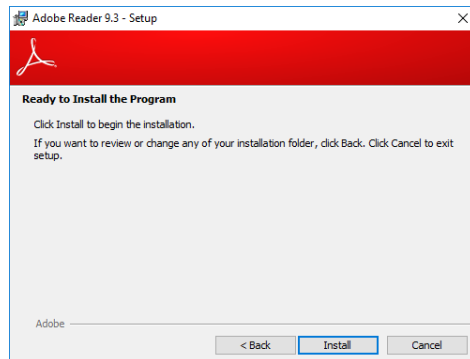 Adobe Reader 9.3 - Setup
Ready to Install the Program
Click Install to begin the installation.
If you want to review or change any of your installation folder, click Back. Click Cancel to exit
setup.
Adobe
< Back Install Cancel